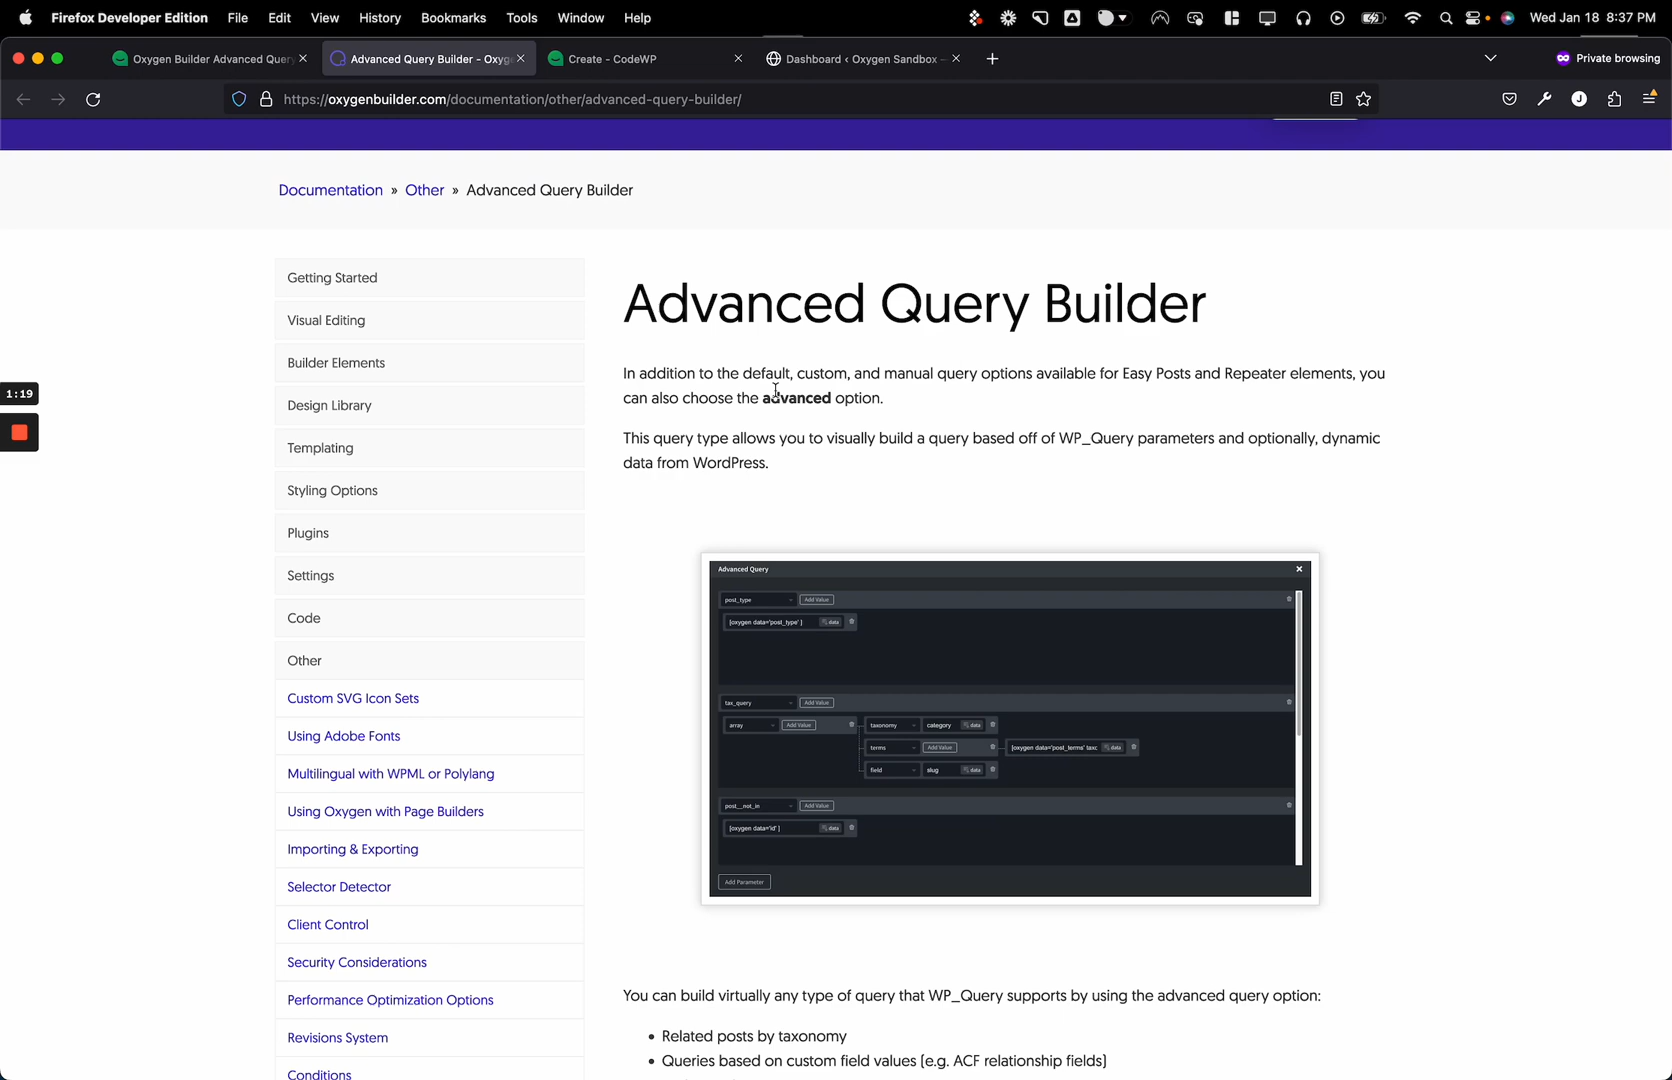 Firefox Developer Edition File Edit View History Bookmarks Tools Window Help Wed Jan 18 8:37 PM
Oxygen Builder Advanced Query Advanced Query Builder - Oxyg Create - CodeWP Dashboard ‹ Oxygen Sandbox Private browsing
https://oxygenbuilder.com/documentation/other/advanced-query-builder/
Documentation » Other » Advanced Query Builder
Getting Started
Visual Editing
Builder Elements
Design Library
Templating
Styling Options
Plugins
Settings
Code
Other
Custom SVG Icon Sets
Using Adobe Fonts
Multilingual with WPML or Polylang
Using Oxygen with Page Builders
Importing & Exporting
Selector Detector
Client Control
Security Considerations
Performance Optimization Options
Revisions System
Conditions
1:19
Advanced Query Builder
In addition to the default, custom, and manual query options available for Easy Posts and Repeater elements, you
can also choose the advanced option.
This query type allows you to visually build a query based off of WP_Query parameters and optionally, dynamic
data from WordPress.
Advanced Query
post_type Add Value
[oxygen data='post_type' ] data
tax_query Add Value
array Add Value taxonomy category data
terms Add Value [oxygen data='post_terms' taxc data
field slug data
post__not_in Add Value
[oxygen data='id' ] data
Add Parameter
You can build virtually any type of query that WP_Query supports by using the advanced query option:
• Related posts by taxonomy
• Queries based on custom field values (e.g. ACF relationship fields)